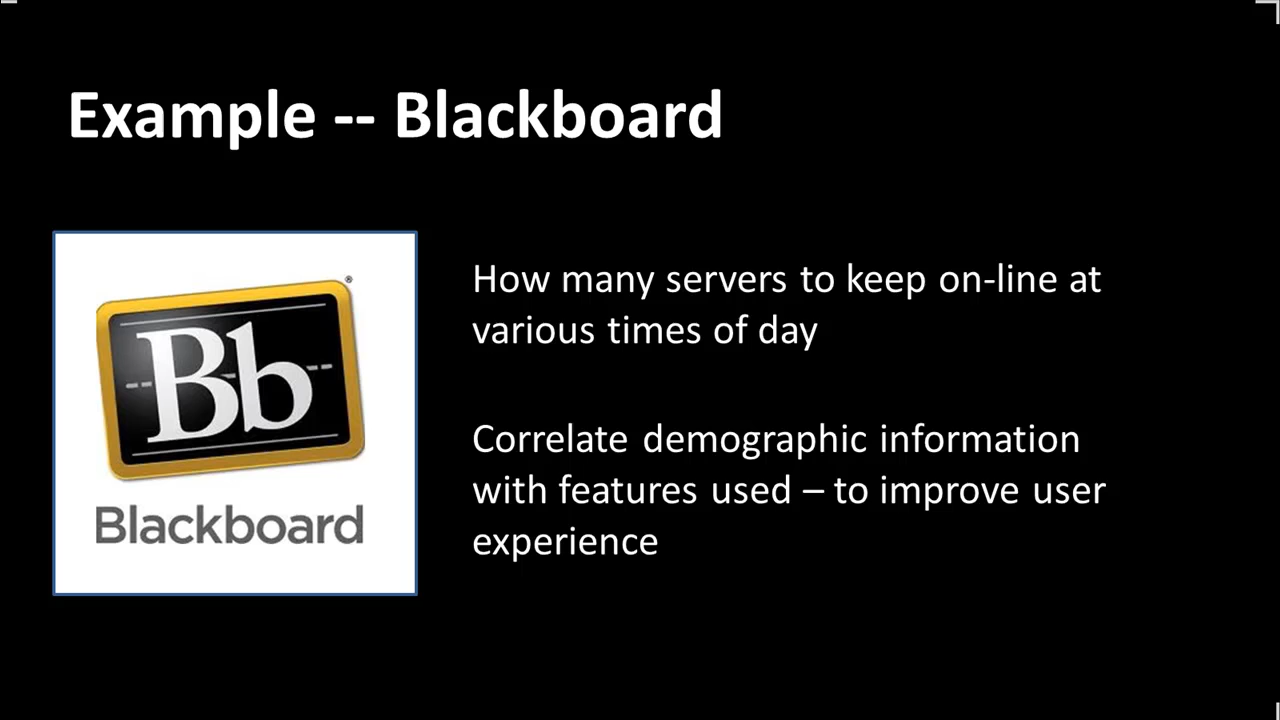 Example -- Blackboard
Bb
®
Blackboard
How many servers to keep on-line at
various times of day
Correlate demographic information
with features used – to improve user
experience